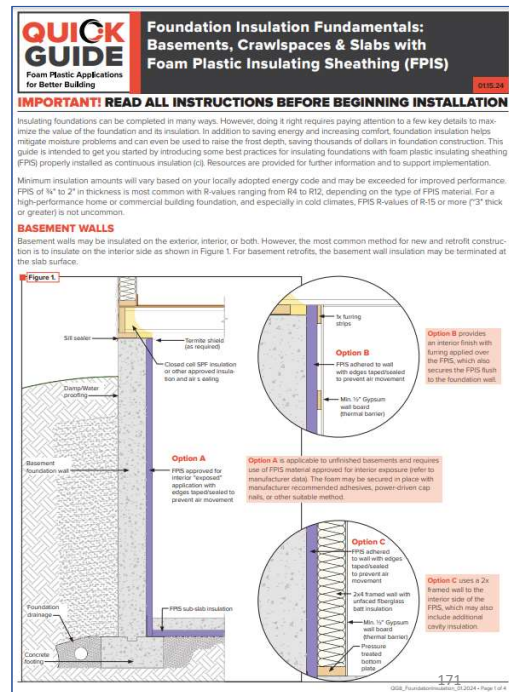 QUICK
GUIDE
Foam Plastic Applications
for Better Building
Foundation Insulation Fundamentals:
Basements, Crawlspaces & Slabs with
Foam Plastic Insulating Sheathing (FPIS)
01.15.24
IMPORTANT! READ ALL INSTRUCTIONS BEFORE BEGINNING INSTALLATION
Insulating foundations can be completed in many ways. However, doing it right requires paying attention to a few key details to max-
imize the value of the foundation and its insulation. In addition to saving energy and increasing comfort, foundation insulation helps
mitigate moisture problems and can even be used to raise the frost depth, saving thousands of dollars in foundation construction. This
guide is intended to get you started by introducing some best practices for insulating foundations with foam plastic insulating sheathing
(FPIS) properly installed as continuous insulation (ci). Resources are provided for further information and to support implementation.
Minimum insulation amounts will vary based on your locally adopted energy code and may be exceeded for improved performance.
FPIS of ¾" to 2" in thickness is most common with R-values ranging from R4 to R12, depending on the type of FPIS material. For a
high-performance home or commercial building foundation, and especially in cold climates, FPIS R-values of R-15 or more (~3" thick
or greater) is not uncommon.
BASEMENT WALLS
Basement walls may be insulated on the exterior, interior, or both. However, the most common method for new and retrofit construc-
tion is to insulate on the interior side as shown in Figure 1. For basement retrofits, the basement wall insulation may be terminated at
the slab surface.
Figure 1.
Sill sealer
Termite shield
(as required)
Closed cell SPF insulation
or other approved insula-
tion and air s ealing
Damp/Water
proofing
Basement
foundation wall
Option A
FPIS approved for
interior "exposed"
application with
edges taped/sealed to
prevent air movement
Foundation
drainage
FPIS sub-slab insulation
Concrete
footing
1x furring
strips
Option B
FPIS adhered to wall
with edges taped/sealed
to prevent air movement
Min. ½" Gypsum
wall board
(thermal barrier)
Option B provides
an interior finish with
furring applied over
the FPIS, which also
secures the FPIS flush
to the foundation wall.
Option A is applicable to unfinished basements and requires
use of FPIS material approved for interior exposure (refer to
manufacturer data). The foam may be secured in place with
manufacturer recommended adhesives, power-driven cap
nails, or other suitable method.
Option C
FPIS adhered
to wall with edges
taped/sealed
to prevent air
movement
2x4 framed wall with
unfaced fiberglass
batt insulation
Min. ½" Gypsum
wall board
(thermal barrier)
Pressure
treated
bottom
plate
Option C uses a 2x
framed wall to the
interior side of the
FPIS, which may also
include additional
cavity insulation.
171
QG8_FoundationInsulation_01.2024 • Page 1 of 4